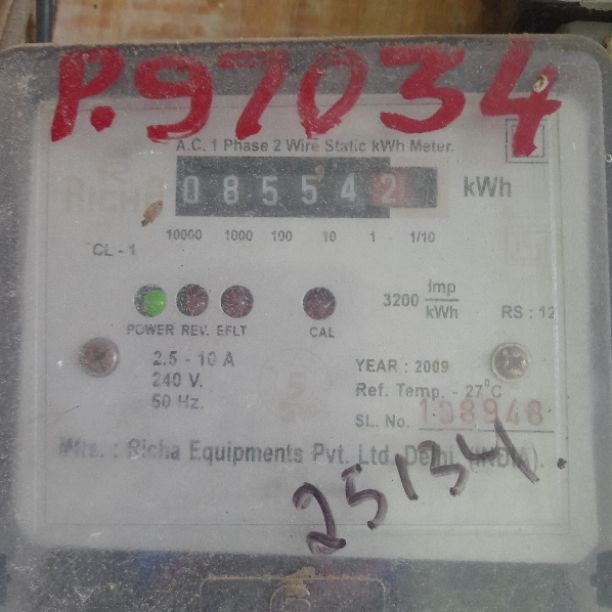 P.97034
A.C. 1 Phase 2 Wire Static kWh Meter.
RICHA
085542 kWh
10000 1000 100 10 1 1/10
CL - 1
3200 Imp/kWh
RS : 12
POWER REV. EFLT CAL
2.5 - 10 A
240 V.
50 Hz.
YEAR : 2009
Ref. Temp. - 27°C
SL. No. 108948
Mfrs. : Richa Equipments Pvt. Ltd. Delhi (INDIA).
25134.